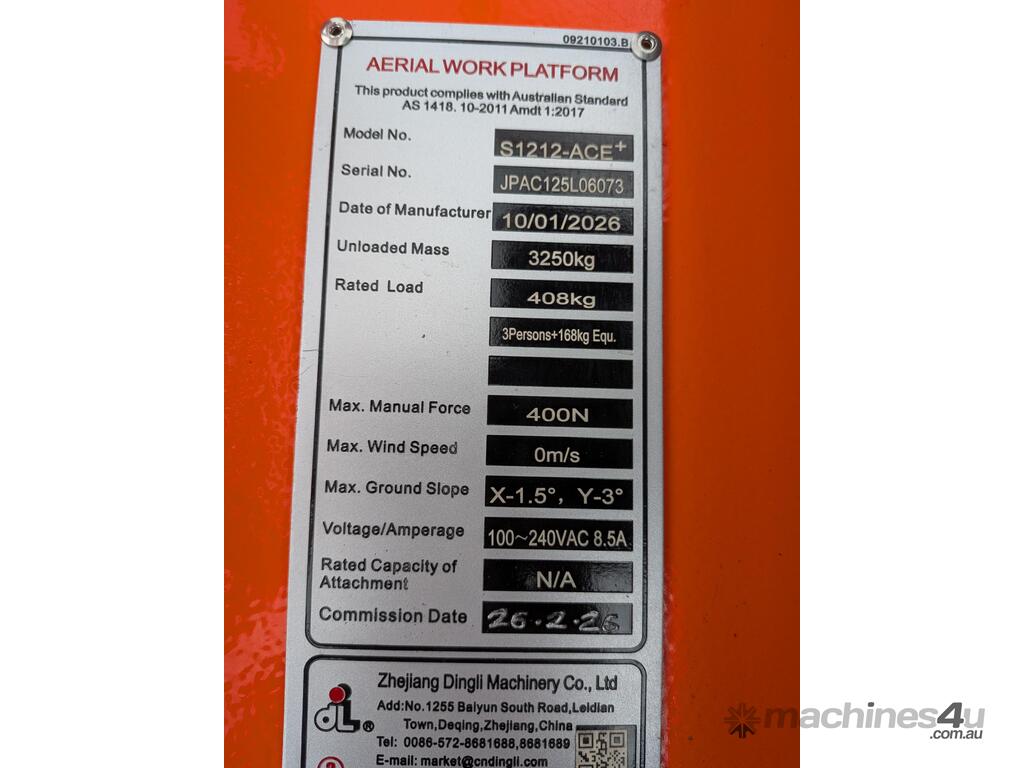 09210103.B
AERIAL WORK PLATFORM
This product complies with Australian Standard
AS 1418. 10-2011 Amdt 1:2017
Model No. S1212-ACE+
Serial No. JPAC125L06073
Date of Manufacturer 10/01/2026
Unloaded Mass 3250kg
Rated Load 408kg
3Persons+168kg Equ.
Max. Manual Force 400N
Max. Wind Speed 0m/s
Max. Ground Slope X-1.5°, Y-3°
Voltage/Amperage 100~240VAC 8.5A
Rated Capacity of
Attachment N/A
Commission Date 26.2.26
Zhejiang Dingli Machinery Co., Ltd
Add:No.1255 Baiyun South Road,Leidian
Town,Deqing,Zhejiang,China
Tel: 0086-572-8681688,8681689
E-mail: market@cndingli.com
machines4u
.com.au